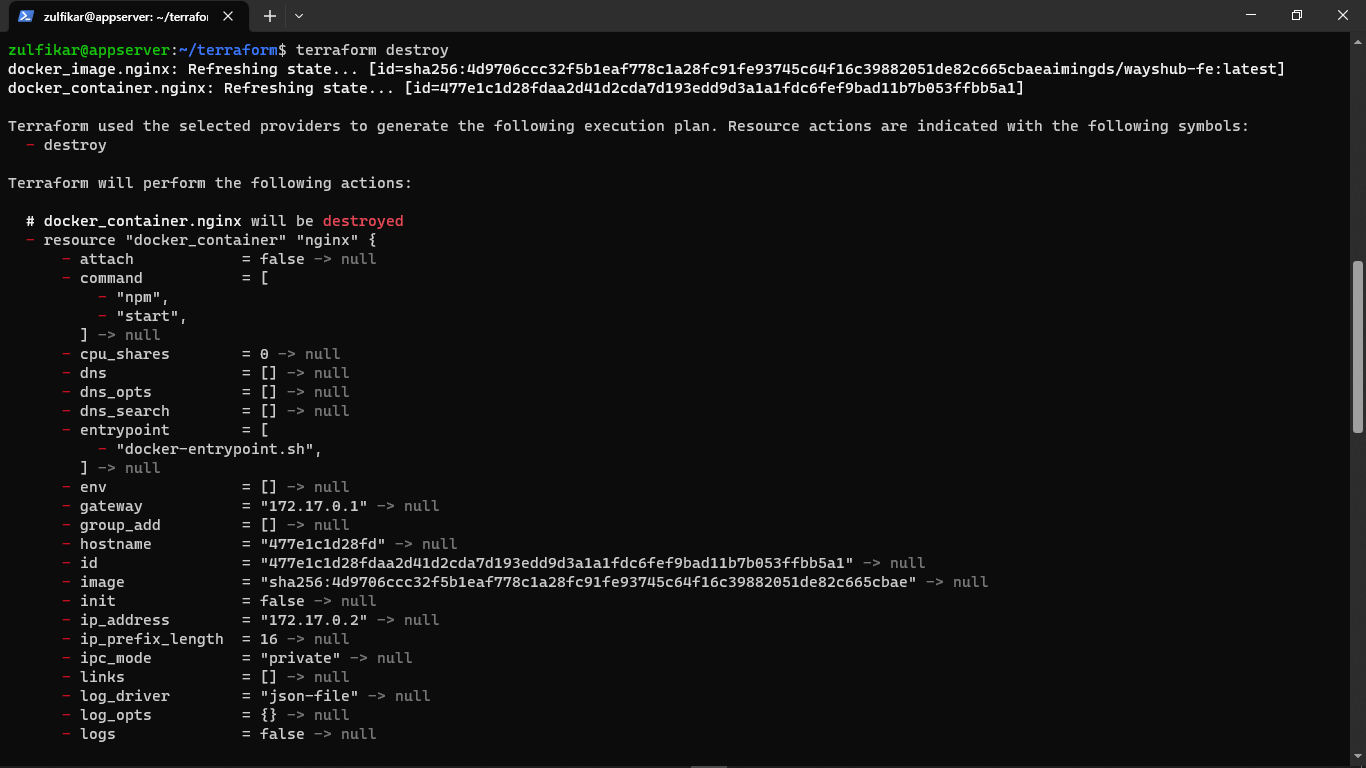 zulfikar@appserver: ~/terrafor
zulfikar@appserver:~/terraform$ terraform destroy
docker_image.nginx: Refreshing state... [id=sha256:4d9706ccc32f5b1eaf778c1a28fc91fe93745c64f16c39882051de82c665cbaeaimingds/wayshub-fe:latest]
docker_container.nginx: Refreshing state... [id=477e1c1d28fdaa2d41d2cda7d193edd9d3a1a1fdc6fef9bad11b7b053ffbb5a1]
Terraform used the selected providers to generate the following execution plan. Resource actions are indicated with the following symbols:
  - destroy
Terraform will perform the following actions:
  # docker_container.nginx will be destroyed
  - resource "docker_container" "nginx" {
      - attach            = false -> null
      - command           = [
          - "npm",
          - "start",
        ] -> null
      - cpu_shares        = 0 -> null
      - dns               = [] -> null
      - dns_opts          = [] -> null
      - dns_search        = [] -> null
      - entrypoint        = [
          - "docker-entrypoint.sh",
        ] -> null
      - env               = [] -> null
      - gateway           = "172.17.0.1" -> null
      - group_add         = [] -> null
      - hostname          = "477e1c1d28fd" -> null
      - id                = "477e1c1d28fdaa2d41d2cda7d193edd9d3a1a1fdc6fef9bad11b7b053ffbb5a1" -> null
      - image             = "sha256:4d9706ccc32f5b1eaf778c1a28fc91fe93745c64f16c39882051de82c665cbae" -> null
      - init              = false -> null
      - ip_address        = "172.17.0.2" -> null
      - ip_prefix_length  = 16 -> null
      - ipc_mode          = "private" -> null
      - links             = [] -> null
      - log_driver        = "json-file" -> null
      - log_opts          = {} -> null
      - logs              = false -> null